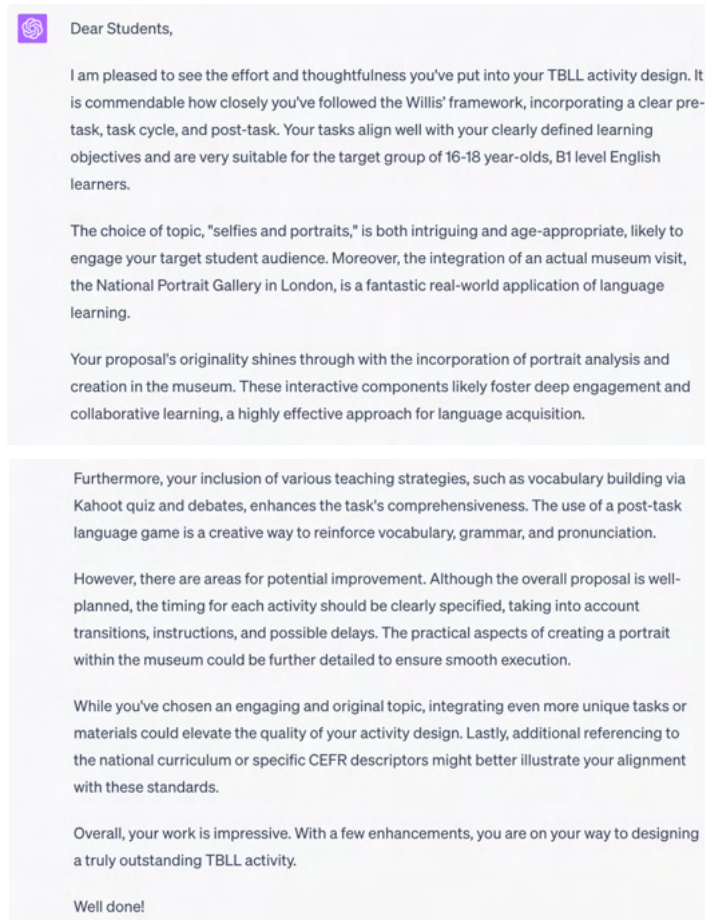 Dear Students,
I am pleased to see the effort and thoughtfulness you've put into your TBLL activity design. It
is commendable how closely you've followed the Willis' framework, incorporating a clear pre-
task, task cycle, and post-task. Your tasks align well with your clearly defined learning
objectives and are very suitable for the target group of 16-18 year-olds, B1 level English
learners.
The choice of topic, "selfies and portraits," is both intriguing and age-appropriate, likely to
engage your target student audience. Moreover, the integration of an actual museum visit,
the National Portrait Gallery in London, is a fantastic real-world application of language
learning.
Your proposal's originality shines through with the incorporation of portrait analysis and
creation in the museum. These interactive components likely foster deep engagement and
collaborative learning, a highly effective approach for language acquisition.
Furthermore, your inclusion of various teaching strategies, such as vocabulary building via
Kahoot quiz and debates, enhances the task's comprehensiveness. The use of a post-task
language game is a creative way to reinforce vocabulary, grammar, and pronunciation.
However, there are areas for potential improvement. Although the overall proposal is well-
planned, the timing for each activity should be clearly specified, taking into account
transitions, instructions, and possible delays. The practical aspects of creating a portrait
within the museum could be further detailed to ensure smooth execution.
While you've chosen an engaging and original topic, integrating even more unique tasks or
materials could elevate the quality of your activity design. Lastly, additional referencing to
the national curriculum or specific CEFR descriptors might better illustrate your alignment
with these standards.
Overall, your work is impressive. With a few enhancements, you are on your way to designing
a truly outstanding TBLL activity.
Well done!